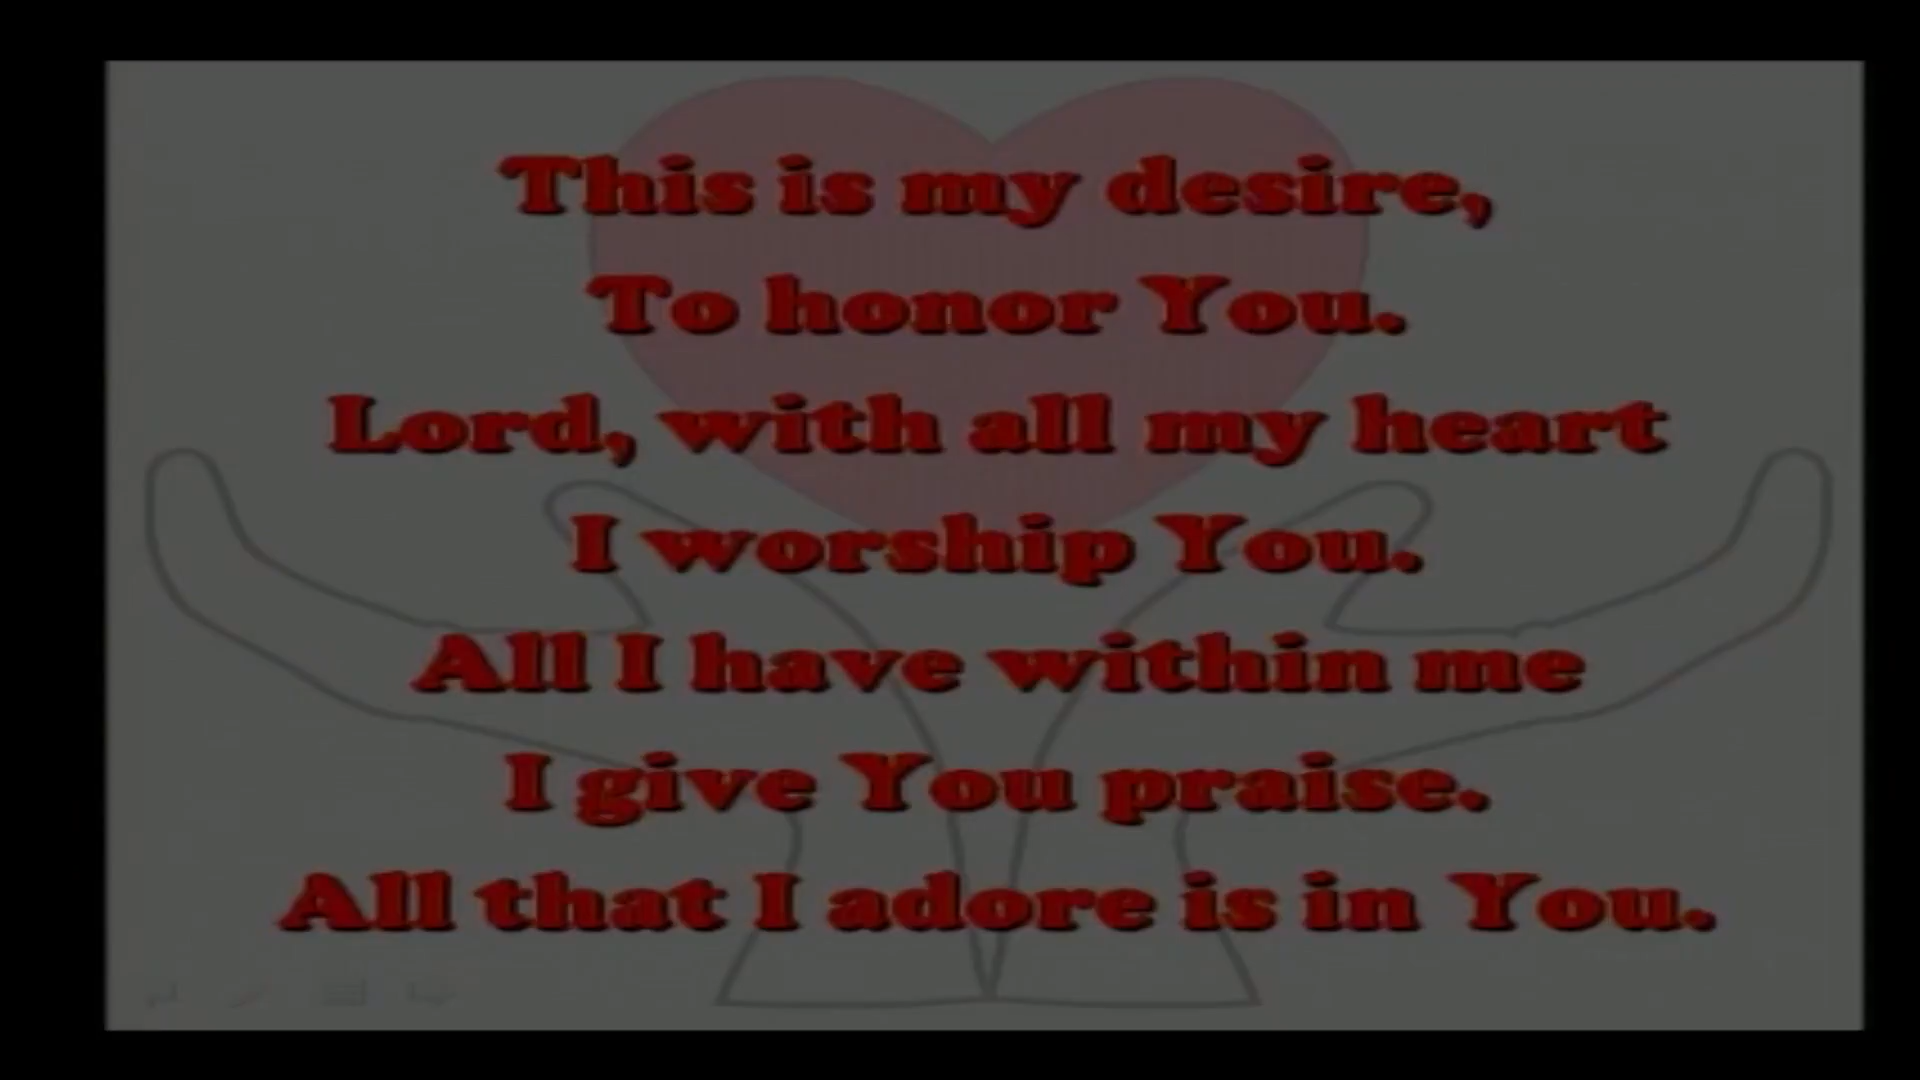 This is my desire,
To honor You.
Lord, with all my heart
I worship You.
All I have within me
I give You praise.
All that I adore is in You.